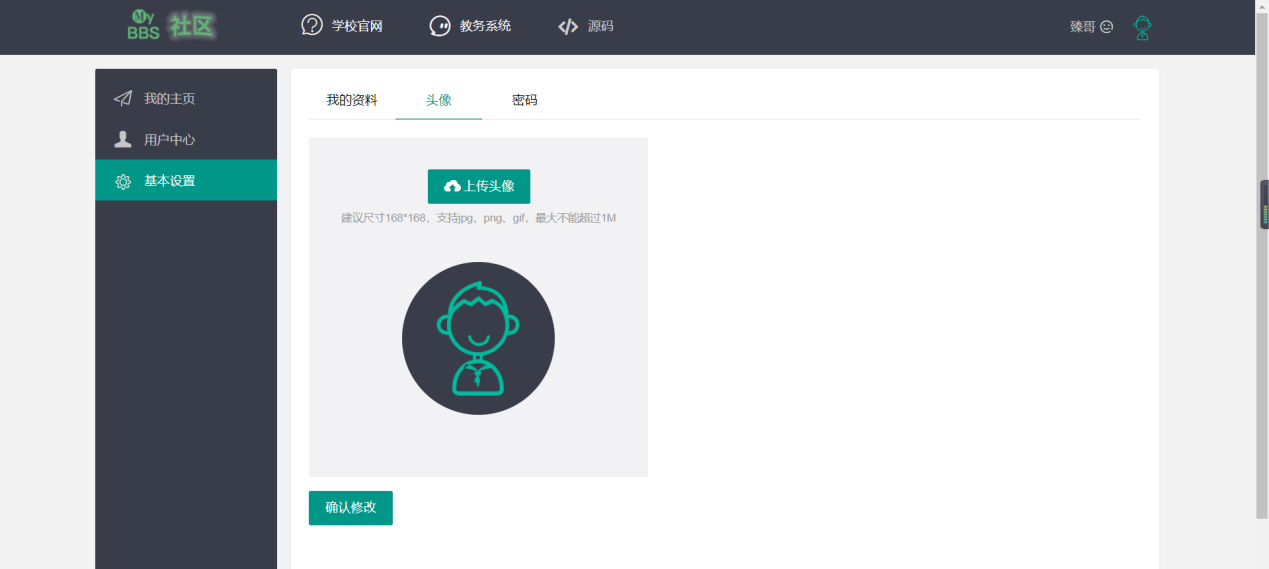 My
BBS 社区
学校官网
教务系统
源码
臻哥
我的主页
用户中心
基本设置
我的资料
头像
密码
上传头像
建议尺寸168*168，支持jpg、png、gif，最大不能超过1M
确认修改